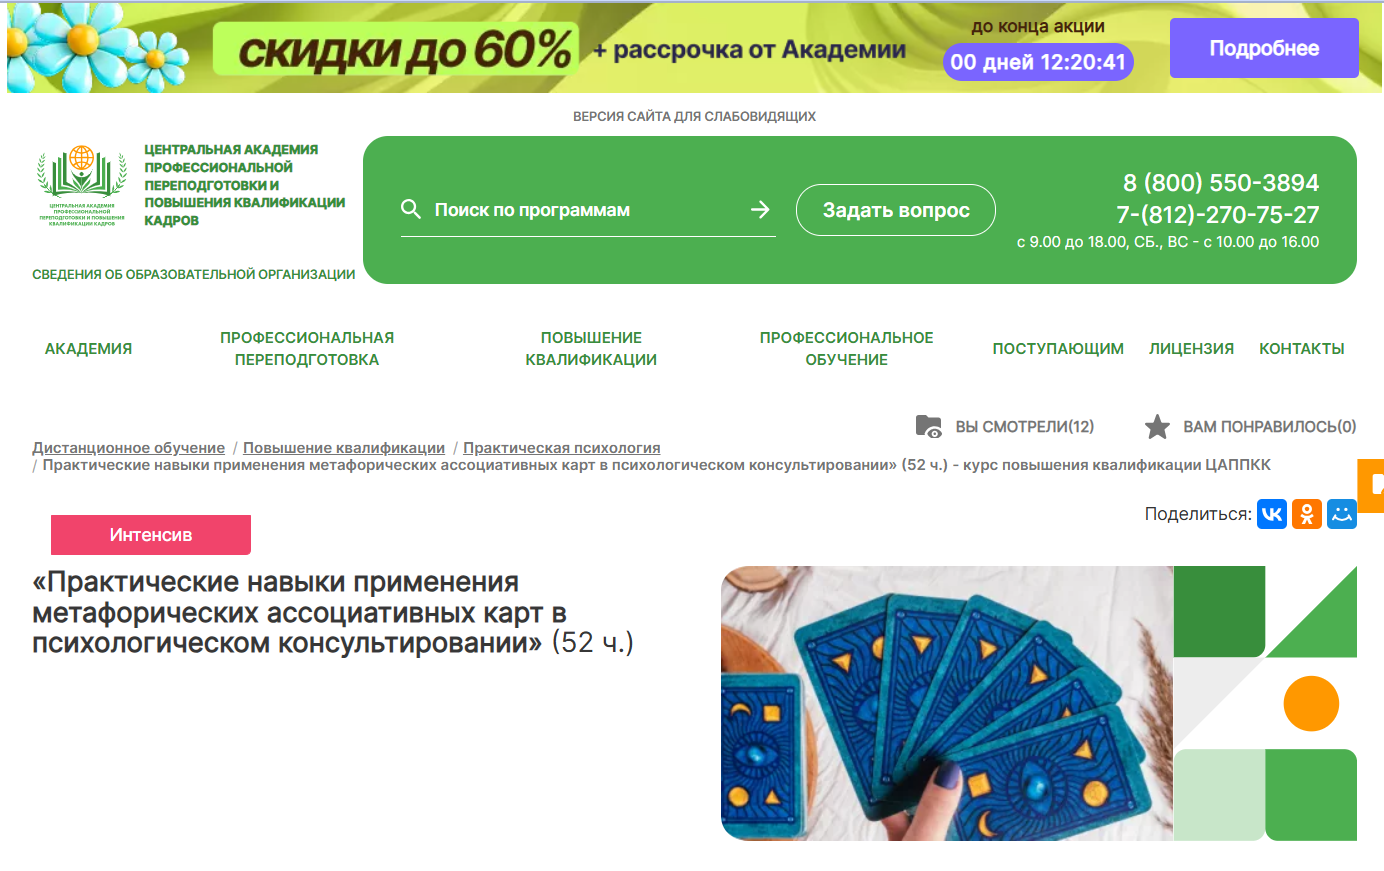 скидки до 60% + рассрочка от Академии
до конца акции
00 дней 12:20:41
Подробнее
ВЕРСИЯ САЙТА ДЛЯ СЛАБОВИДЯЩИХ
ЦЕНТРАЛЬНАЯ АКАДЕМИЯ
ПРОФЕССИОНАЛЬНОЙ
ПЕРЕПОДГОТОВКИ И ПОВЫШЕНИЯ
КВАЛИФИКАЦИИ КАДРОВ
ЦЕНТРАЛЬНАЯ АКАДЕМИЯ
ПРОФЕССИОНАЛЬНОЙ
ПЕРЕПОДГОТОВКИ И
ПОВЫШЕНИЯ КВАЛИФИКАЦИИ
КАДРОВ
СВЕДЕНИЯ ОБ ОБРАЗОВАТЕЛЬНОЙ ОРГАНИЗАЦИИ
Поиск по программам
Задать вопрос
8 (800) 550-3894
7-(812)-270-75-27
с 9.00 до 18.00, СБ., ВС - с 10.00 до 16.00
АКАДЕМИЯ
ПРОФЕССИОНАЛЬНАЯ
ПЕРЕПОДГОТОВКА
ПОВЫШЕНИЕ
КВАЛИФИКАЦИИ
ПРОФЕССИОНАЛЬНОЕ
ОБУЧЕНИЕ
ПОСТУПАЮЩИМ
ЛИЦЕНЗИЯ
КОНТАКТЫ
ВЫ СМОТРЕЛИ(12)
ВАМ ПОНРАВИЛОСЬ(0)
Дистанционное обучение / Повышение квалификации / Практическая психология
/ Практические навыки применения метафорических ассоциативных карт в психологическом консультировании» (52 ч.) - курс повышения квалификации ЦАППКК
Поделиться:
Интенсив
«Практические навыки применения
метафорических ассоциативных карт в
психологическом консультировании» (52 ч.)